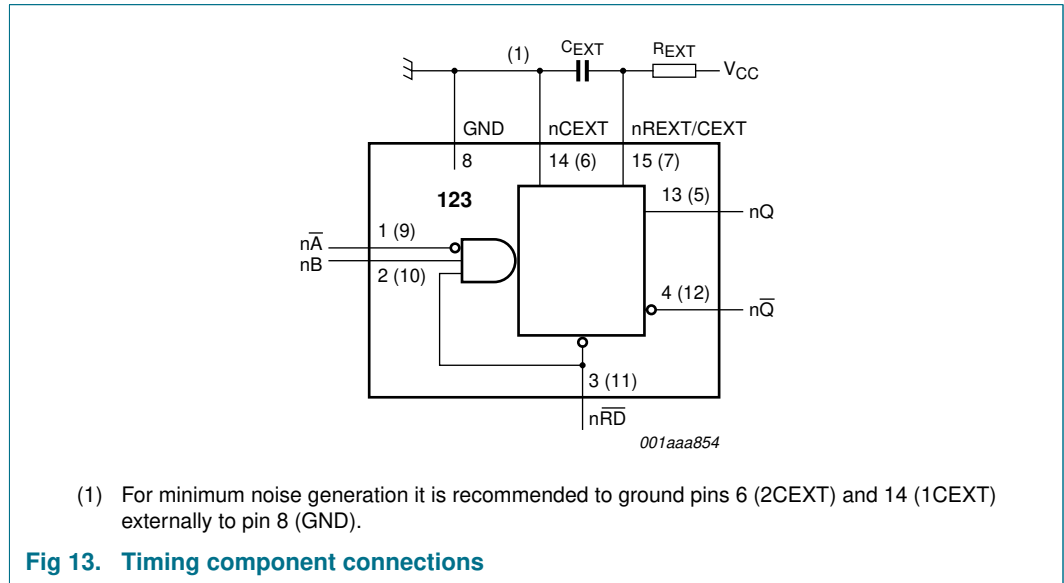 (1)
CEXT
REXT
VCC
GND
nCEXT
nREXT/CEXT
8
14 (6)
15 (7)
123
13 (5)
nQ
1 (9)
nA̅
nB
2 (10)
4 (12)
nQ̅
3 (11)
nR̅D̅
001aaa854
(1) For minimum noise generation it is recommended to ground pins 6 (2CEXT) and 14 (1CEXT)
externally to pin 8 (GND).
Fig 13. Timing component connections